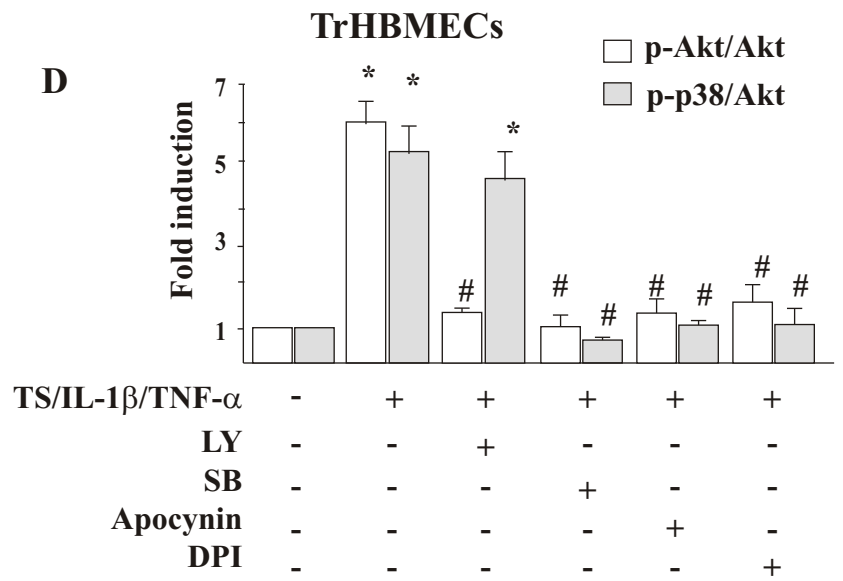 TrHBMECs
D
p-Akt/Akt
p-p38/Akt
Fold induction
7
5
3
1
* * # * # # # # # #
TS/IL-1β/TNF-α - + + + + +
LY - - + - - -
SB - - - + - -
Apocynin - - - - + -
DPI - - - - - +